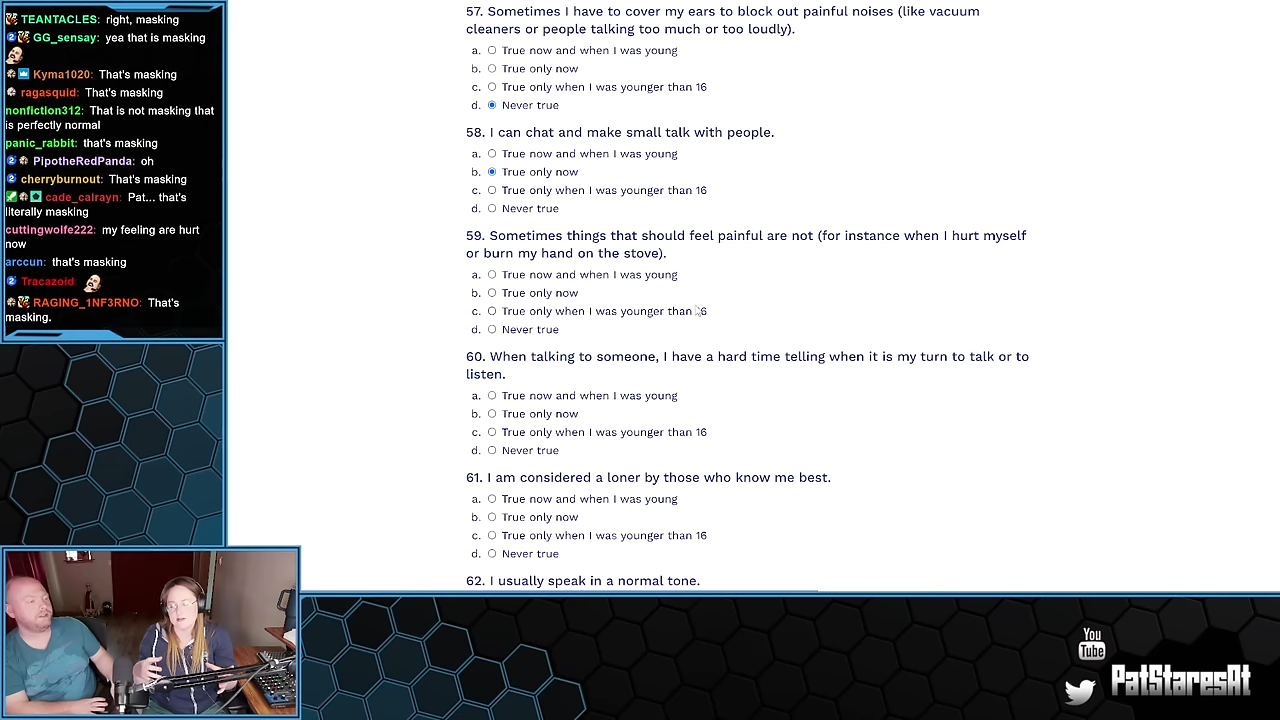 TEANTACLES: right, masking
GG_sensay: yea that is masking
Kyma1020: That's masking
ragasquid: That's masking
nonfiction312: That is not masking that
is perfectly normal
panic_rabbit: that's masking
PipotheRedPanda: oh
cherryburnout: That's masking
cade_calrayn: Pat... that's
literally masking
cuttingwolfe222: my feeling are hurt
now
arccun: that's masking
Tracazoid:
RAGING_1NF3RNO: That's
masking.
57. Sometimes I have to cover my ears to block out painful noises (like vacuum
cleaners or people talking too much or too loudly).
a. True now and when I was young
b. True only now
c. True only when I was younger than 16
d. Never true
58. I can chat and make small talk with people.
a. True now and when I was young
b. True only now
c. True only when I was younger than 16
d. Never true
59. Sometimes things that should feel painful are not (for instance when I hurt myself
or burn my hand on the stove).
a. True now and when I was young
b. True only now
c. True only when I was younger than 16
d. Never true
60. When talking to someone, I have a hard time telling when it is my turn to talk or to
listen.
a. True now and when I was young
b. True only now
c. True only when I was younger than 16
d. Never true
61. I am considered a loner by those who know me best.
a. True now and when I was young
b. True only now
c. True only when I was younger than 16
d. Never true
62. I usually speak in a normal tone.
You
Tube
PatStaresAt